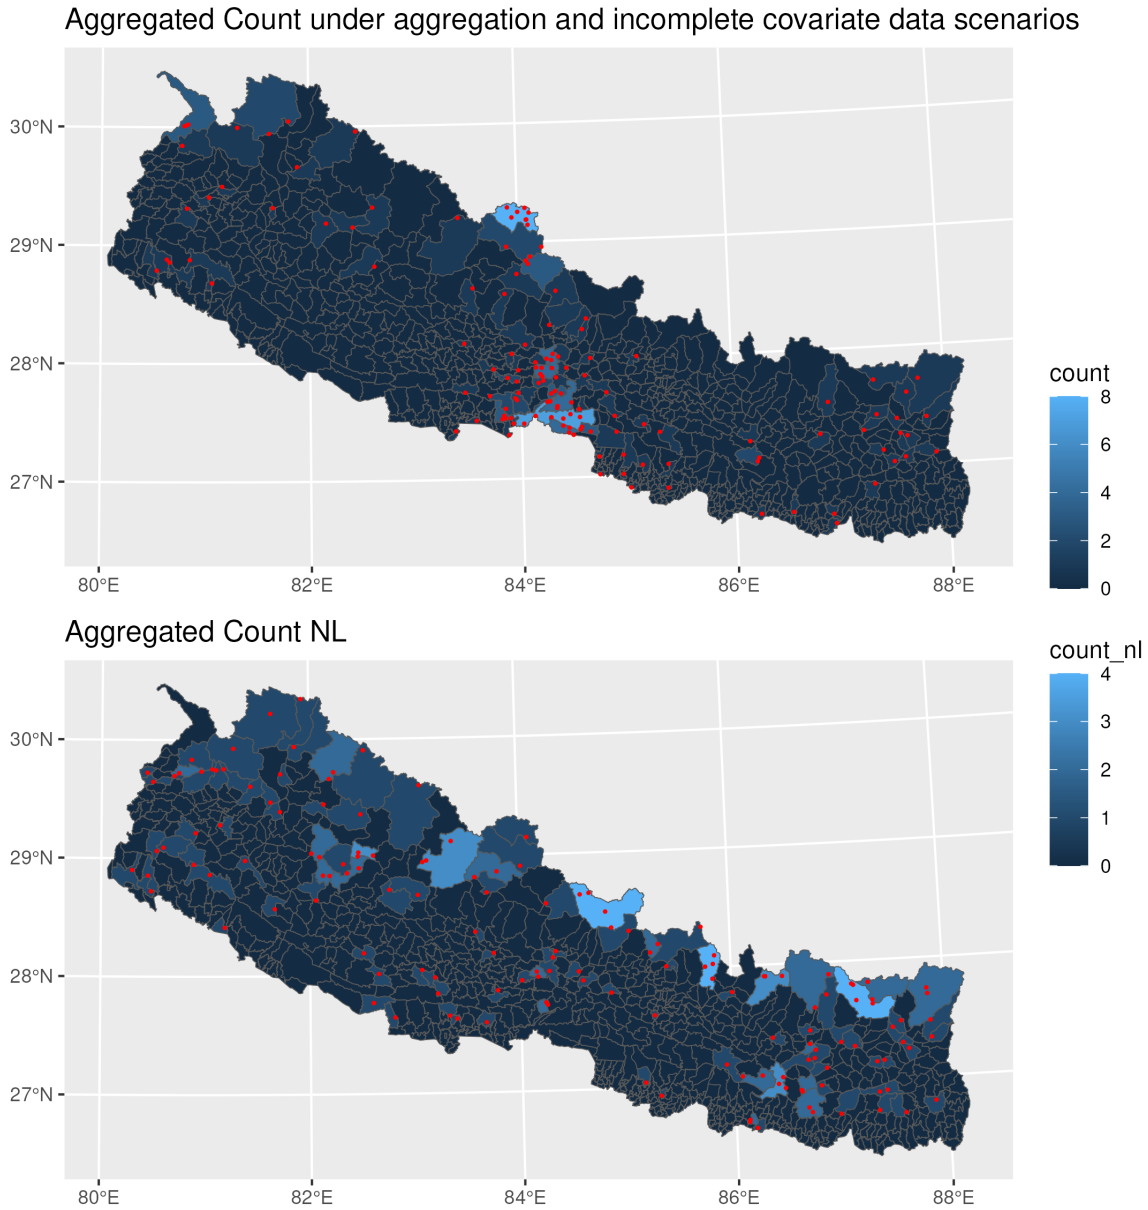 Aggregated Count under aggregation and incomplete covariate data scenarios
30°N
29°N
28°N
27°N
80°E 82°E 84°E 86°E 88°E
count
8
6
4
2
0
Aggregated Count NL
30°N
29°N
28°N
27°N
80°E 82°E 84°E 86°E 88°E
count_nl
4
3
2
1
0